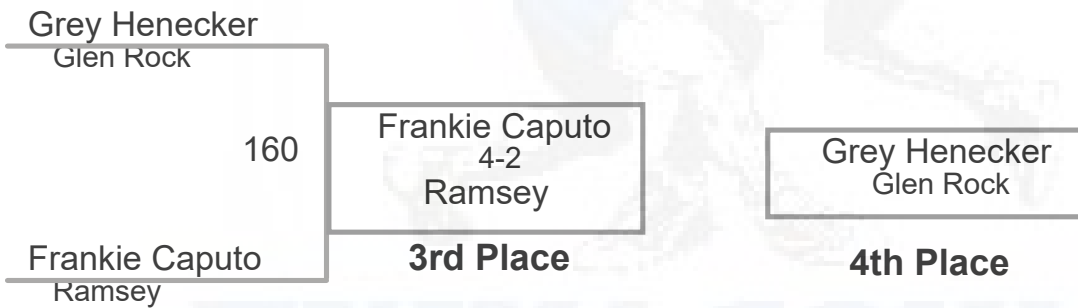 Grey Henecker
Glen Rock
160
Frankie Caputo
Ramsey
Frankie Caputo
4-2
Ramsey
3rd Place
Grey Henecker
Glen Rock
4th Place